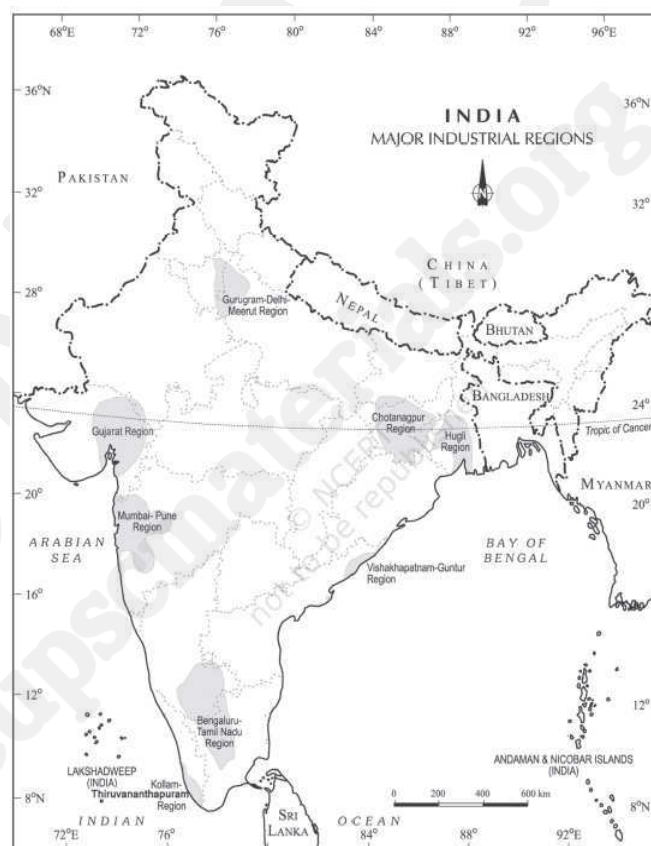 68°E 72° 76° 80° 84° 88° 92° 96°E
36°N
36°N
INDIA
MAJOR INDUSTRIAL REGIONS
N
PAKISTAN
32°
32°
CHINA
(TIBET)
28°
28°
Gurugram-Delhi-
Meerut Region
NEPAL
BHUTAN
BANGLADESH
24°
Tropic of Cancer
Gujarat Region
Chotanagpur
Region
Hugli
Region
MYANMAR
20°
20°
Mumbai- Pune
Region
© NCERT
not to be republished
ARABIAN
SEA
BAY OF
BENGAL
Vishakhapatnam-Guntur
Region
16°
16°
12°
12°
Bengaluru-
Tamil Nadu
Region
LAKSHADWEEP
(INDIA)
ANDAMAN & NICOBAR ISLANDS
(INDIA)
Kollam-
Thiruvananthapuram
Region
8°N
8°N
0 200 400 600 km
INDIAN OCEAN
SRI
LANKA
72°E 76° 84° 88° 92°E
upscmaterials.org